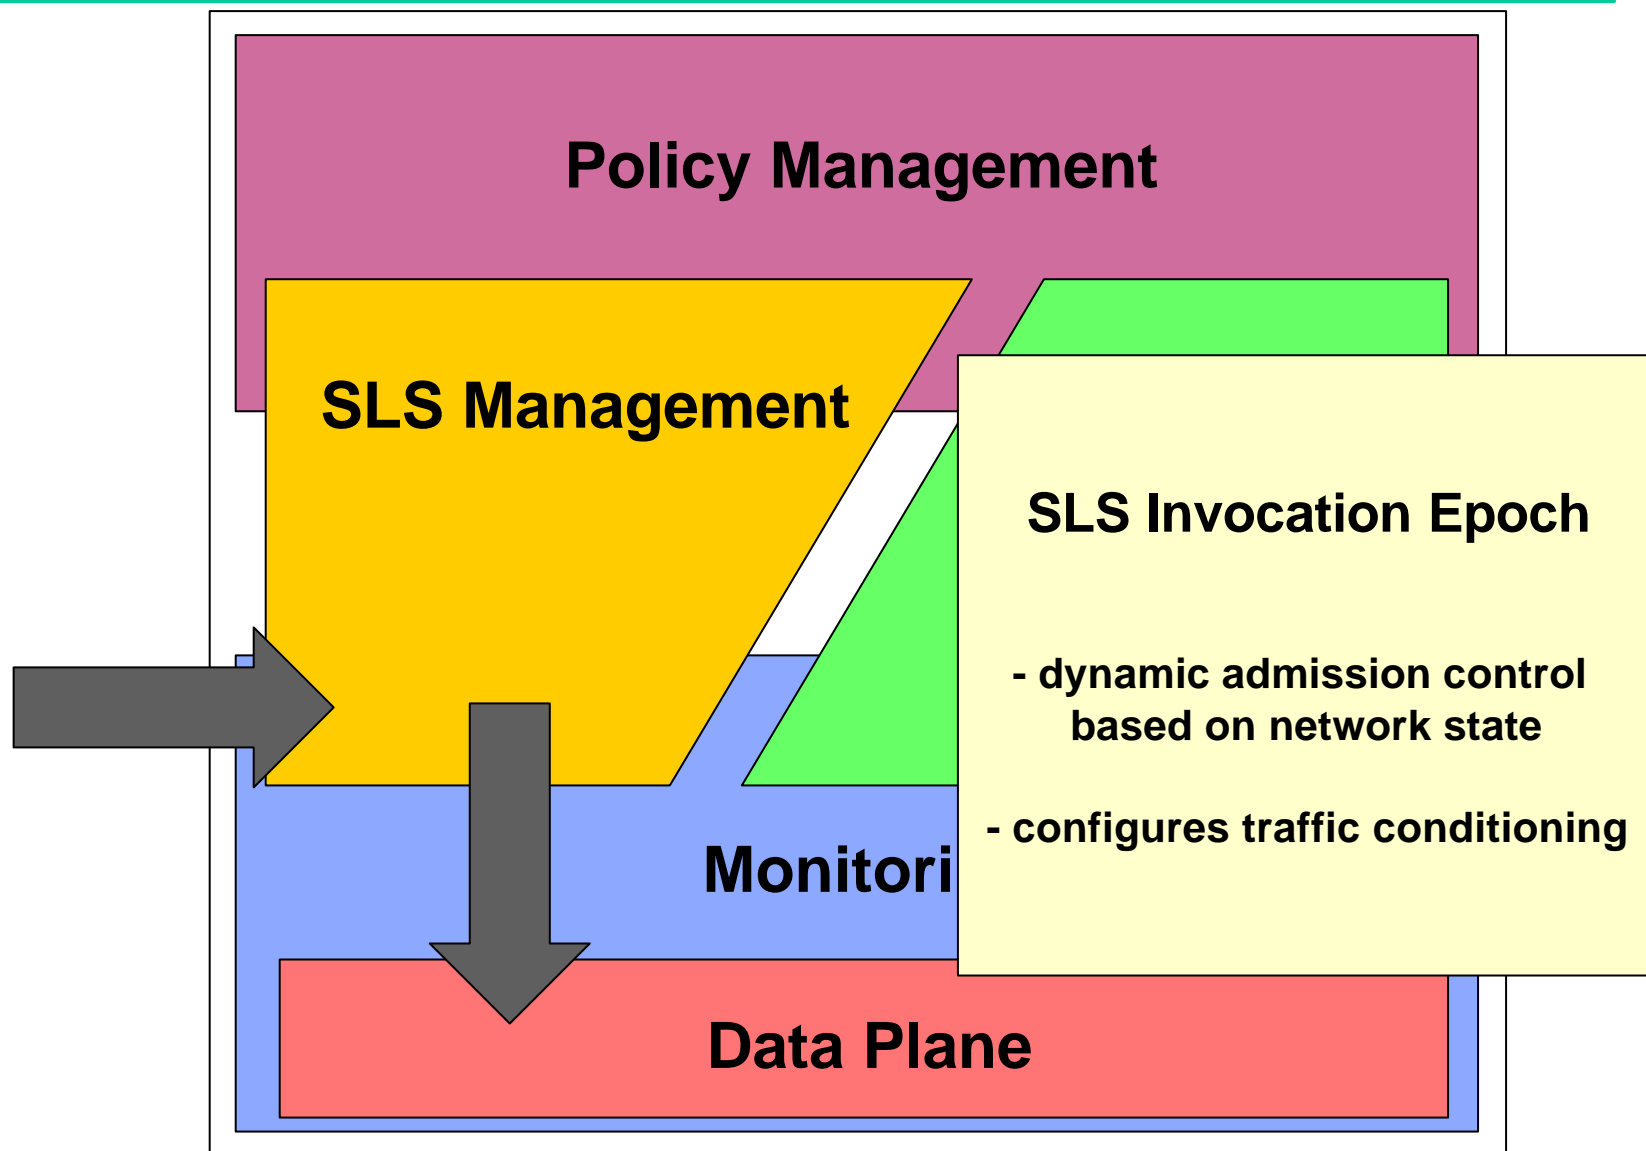 Policy Management
SLS Management
SLS Invocation Epoch
- dynamic admission control
based on network state
- configures traffic conditioning
Monitori
Data Plane